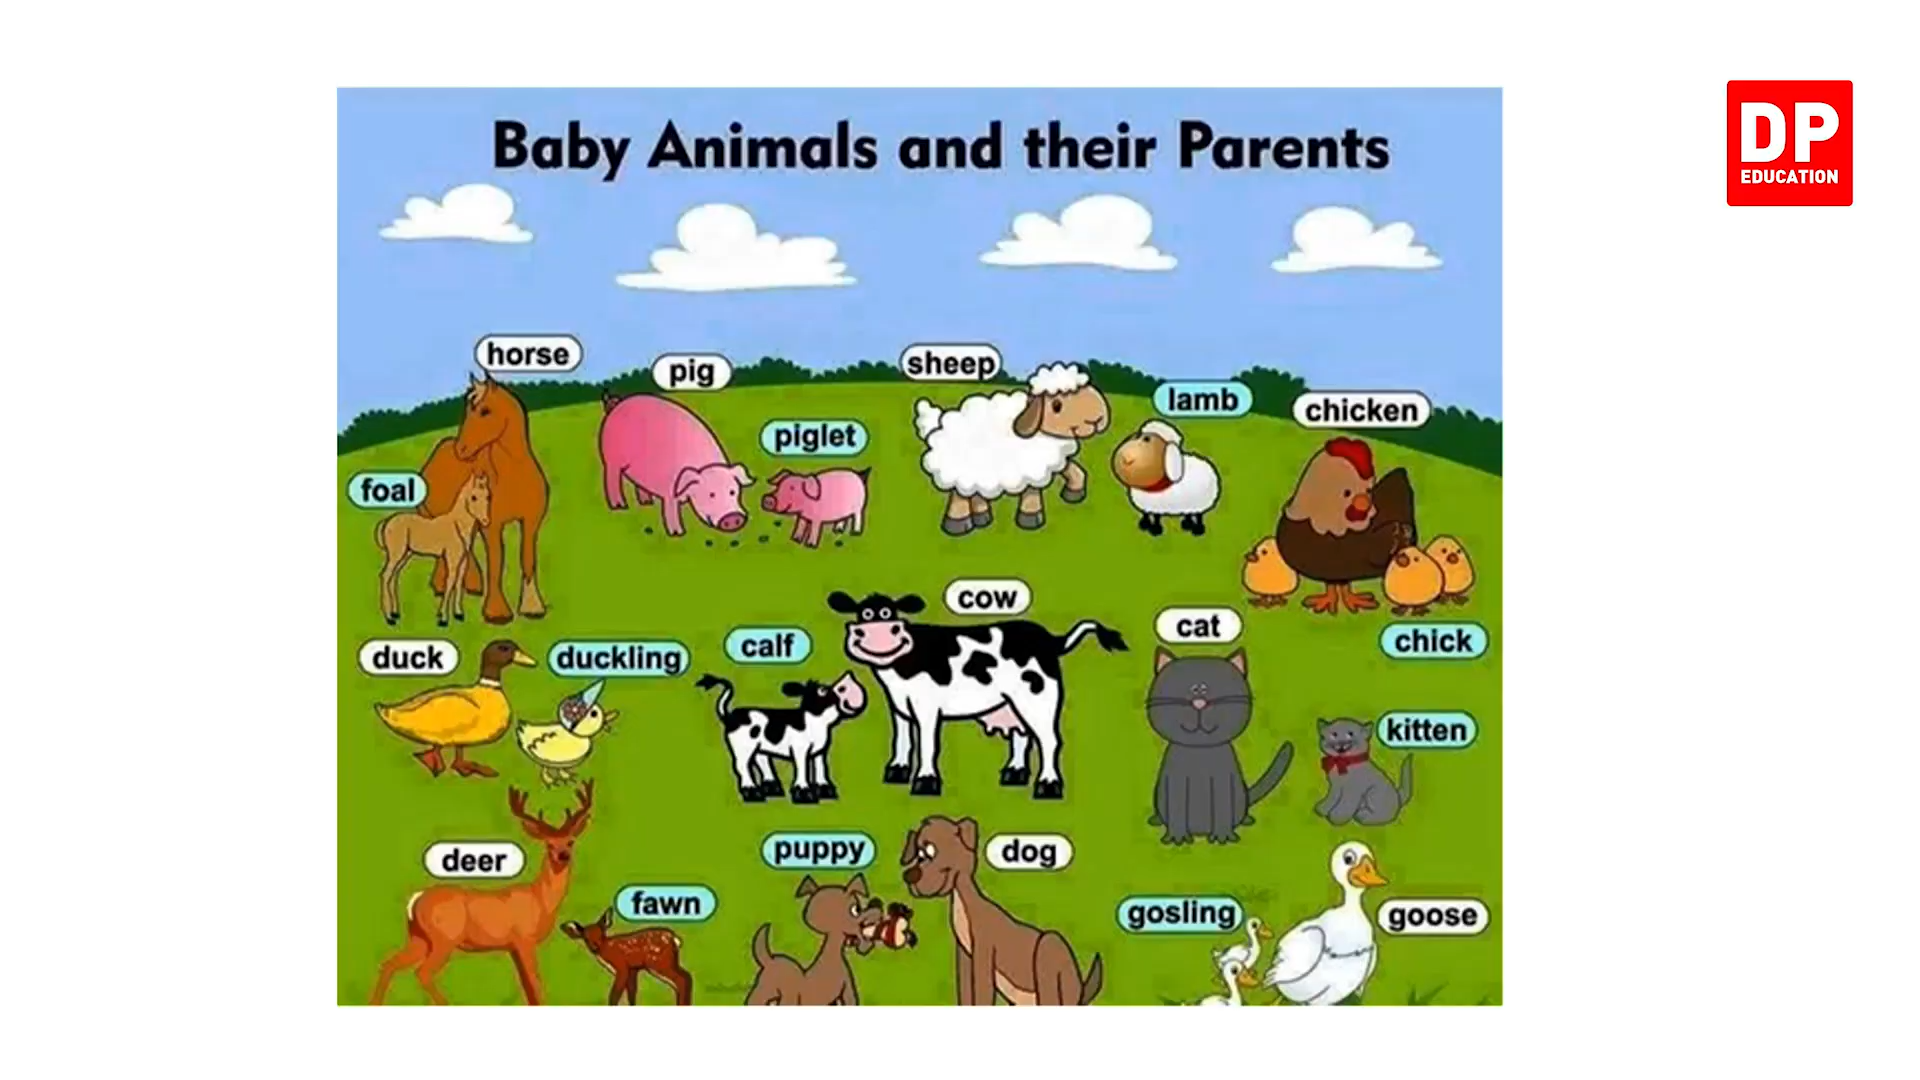 Baby Animals and their Parents
DP
EDUCATION
horse
pig
sheep
lamb
chicken
piglet
foal
cow
cat
chick
calf
duck
duckling
kitten
puppy
dog
deer
fawn
gosling
goose